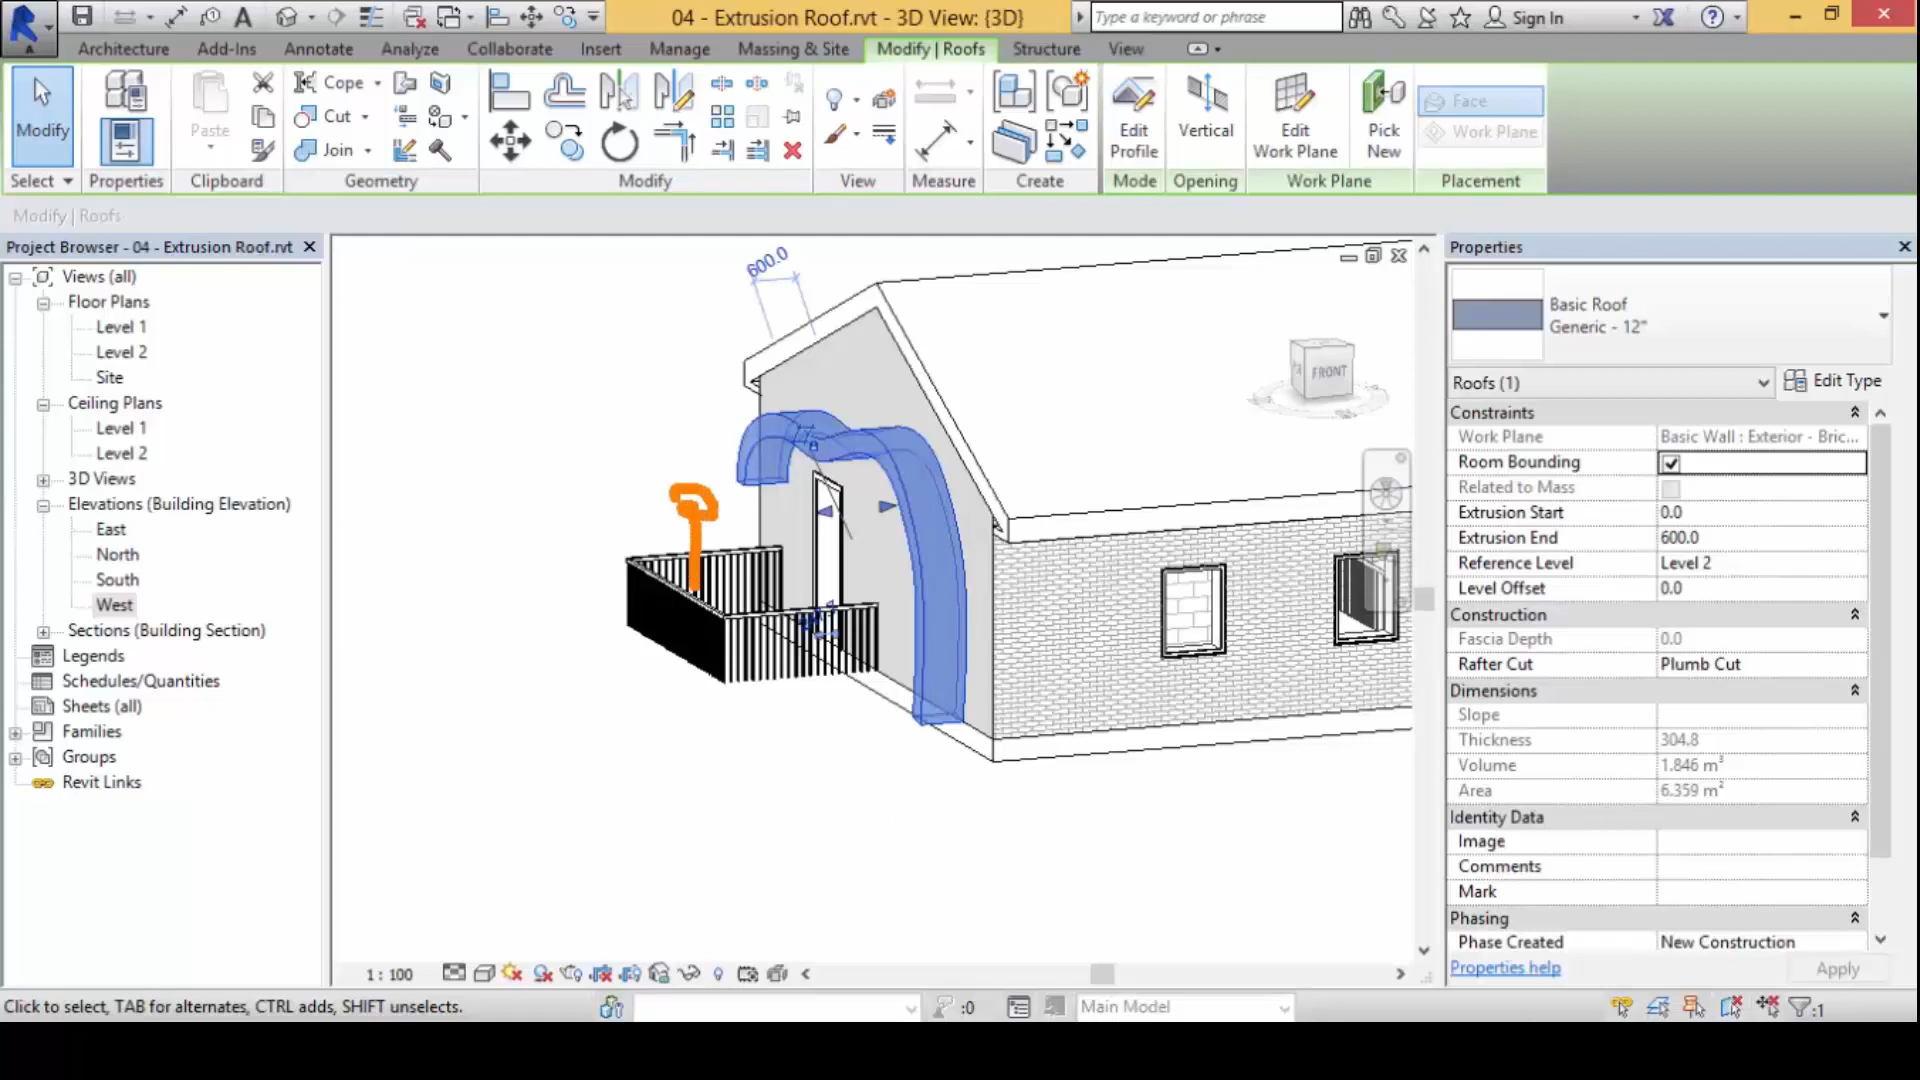 04 - Extrusion Roof.rvt - 3D View: {3D}
Type a keyword or phrase
Sign In
Architecture Add-Ins Annotate Analyze Collaborate Insert Manage Massing & Site Modify | Roofs Structure View
Modify
Paste
Cope
Cut
Join
Edit Profile
Vertical
Edit Work Plane
Pick New
Face
Work Plane
Select Properties Clipboard Geometry Modify View Measure Create Mode Opening Work Plane Placement
Modify | Roofs
Project Browser - 04 - Extrusion Roof.rvt
Views (all)
Floor Plans
Level 1
Level 2
Site
Ceiling Plans
Level 1
Level 2
3D Views
Elevations (Building Elevation)
East
North
South
West
Sections (Building Section)
Legends
Schedules/Quantities
Sheets (all)
Families
Groups
Revit Links
600.0
FRONT
Properties
Basic Roof
Generic - 12"
Roofs (1)
Edit Type
Constraints
Work Plane Basic Wall : Exterior - Bric...
Room Bounding
Related to Mass
Extrusion Start 0.0
Extrusion End 600.0
Reference Level Level 2
Level Offset 0.0
Construction
Fascia Depth 0.0
Rafter Cut Plumb Cut
Dimensions
Slope
Thickness 304.8
Volume 1.846 m³
Area 6.359 m²
Identity Data
Image
Comments
Mark
Phasing
Phase Created New Construction
Properties help
Apply
1 : 100
Click to select, TAB for alternates, CTRL adds, SHIFT unselects.
:0
Main Model
:1